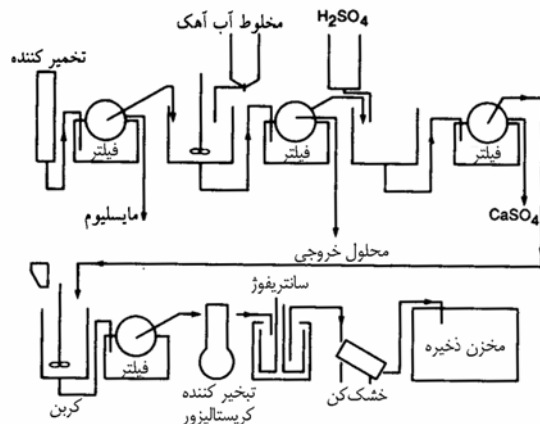 تخمیر کننده
مخلوط آب آهک
H₂SO₄
فیلتر
فیلتر
فیلتر
مایسلیوم
CaSO₄
محلول خروجی
سانتریفوژ
فیلتر
کربن
تبخیر کننده
کریستالیزور
خشک‌کن
مخزن ذخیره